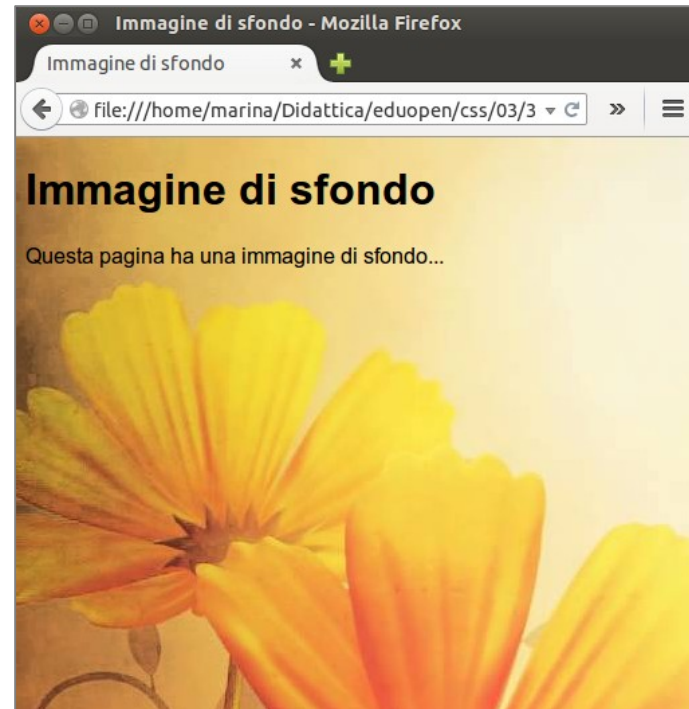 Immagine di sfondo - Mozilla Firefox
Immagine di sfondo
file:///home/marina/Didattica/eduopen/css/03/3
Immagine di sfondo
Questa pagina ha una immagine di sfondo...